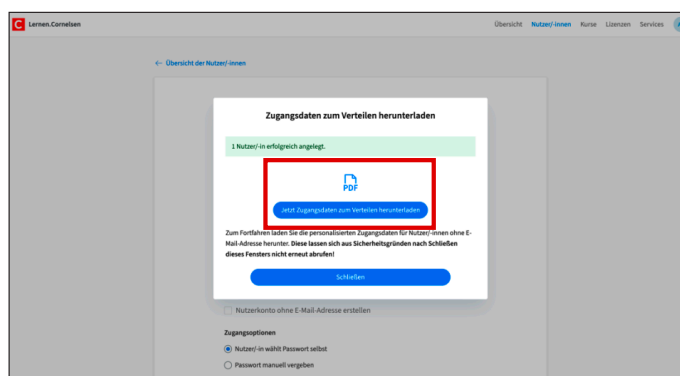 C Lernen.Cornelsen
Übersicht Nutzer/-innen Kurse Lizenzen Services
← Übersicht der Nutzer/-innen
Zugangsdaten zum Verteilen herunterladen
1 Nutzer/-in erfolgreich angelegt.
PDF
Jetzt Zugangsdaten zum Verteilen herunterladen
Zum Fortfahren laden Sie die personalisierten Zugangsdaten für Nutzer/-innen ohne E-
Mail-Adresse herunter. Diese lassen sich aus Sicherheitsgründen nach Schließen
dieses Fensters nicht erneut abrufen!
Schließen
Nutzerkonto ohne E-Mail-Adresse erstellen
Zugangsoptionen
Nutzer/-in wählt Passwort selbst
Passwort manuell vergeben